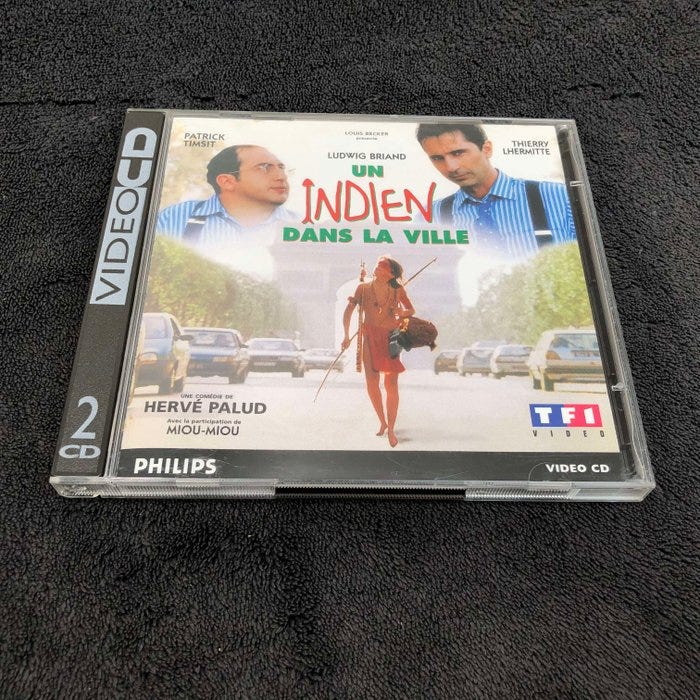 VIDEO CD
2
CD
PATRICK
TIMSIT
LOUIS BECKER
présente
LUDWIG BRIAND
THIERRY
LHERMITTE
UN
INDIEN
DANS LA VILLE
UNE COMÉDIE DE
HERVÉ PALUD
Avec la participation de
MIOU-MIOU
TF1
VIDEO
PHILIPS
VIDEO CD